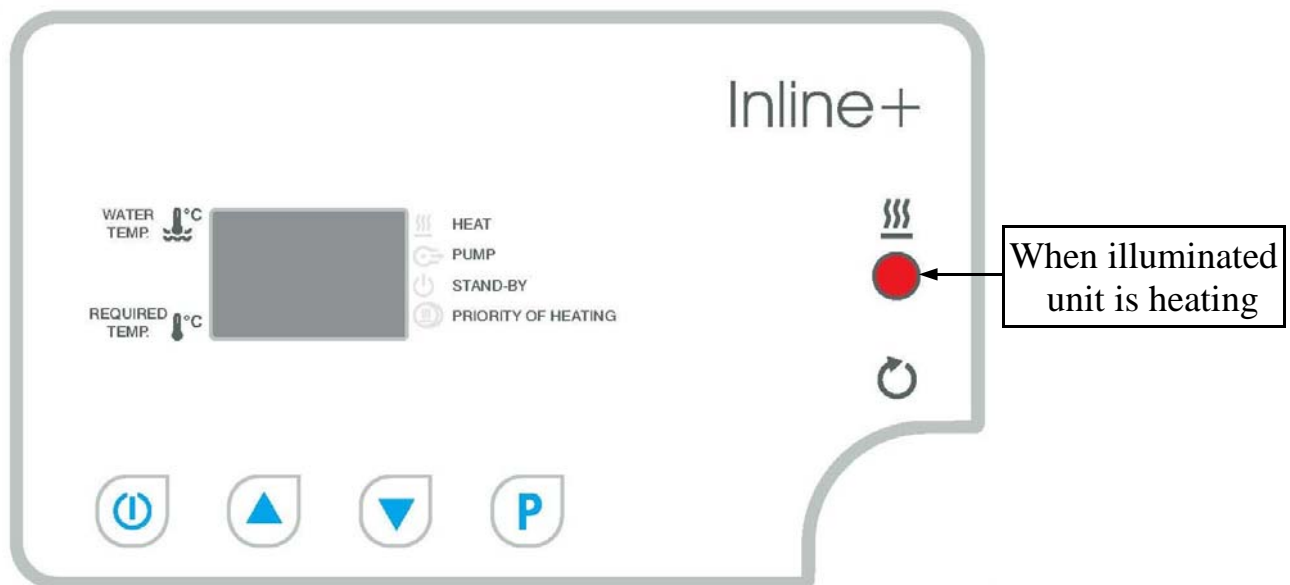 Inline+
WATER
TEMP.
°C
REQUIRED
TEMP.
°C
HEAT
PUMP
STAND-BY
PRIORITY OF HEATING
When illuminated
unit is heating
P